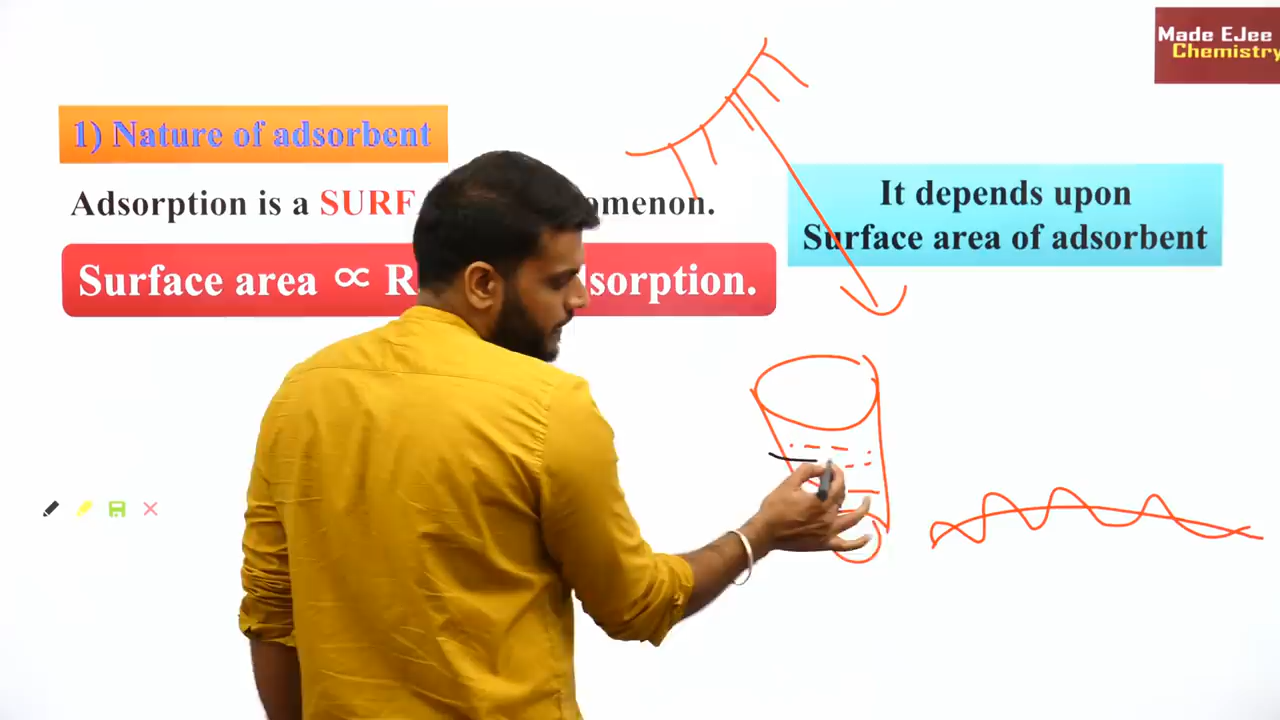 Made EJee
Chemistry
1) Nature of adsorbent
Adsorption is a SURF omenon.
It depends upon
Surface area of adsorbent
Surface area ∝ R sorption.